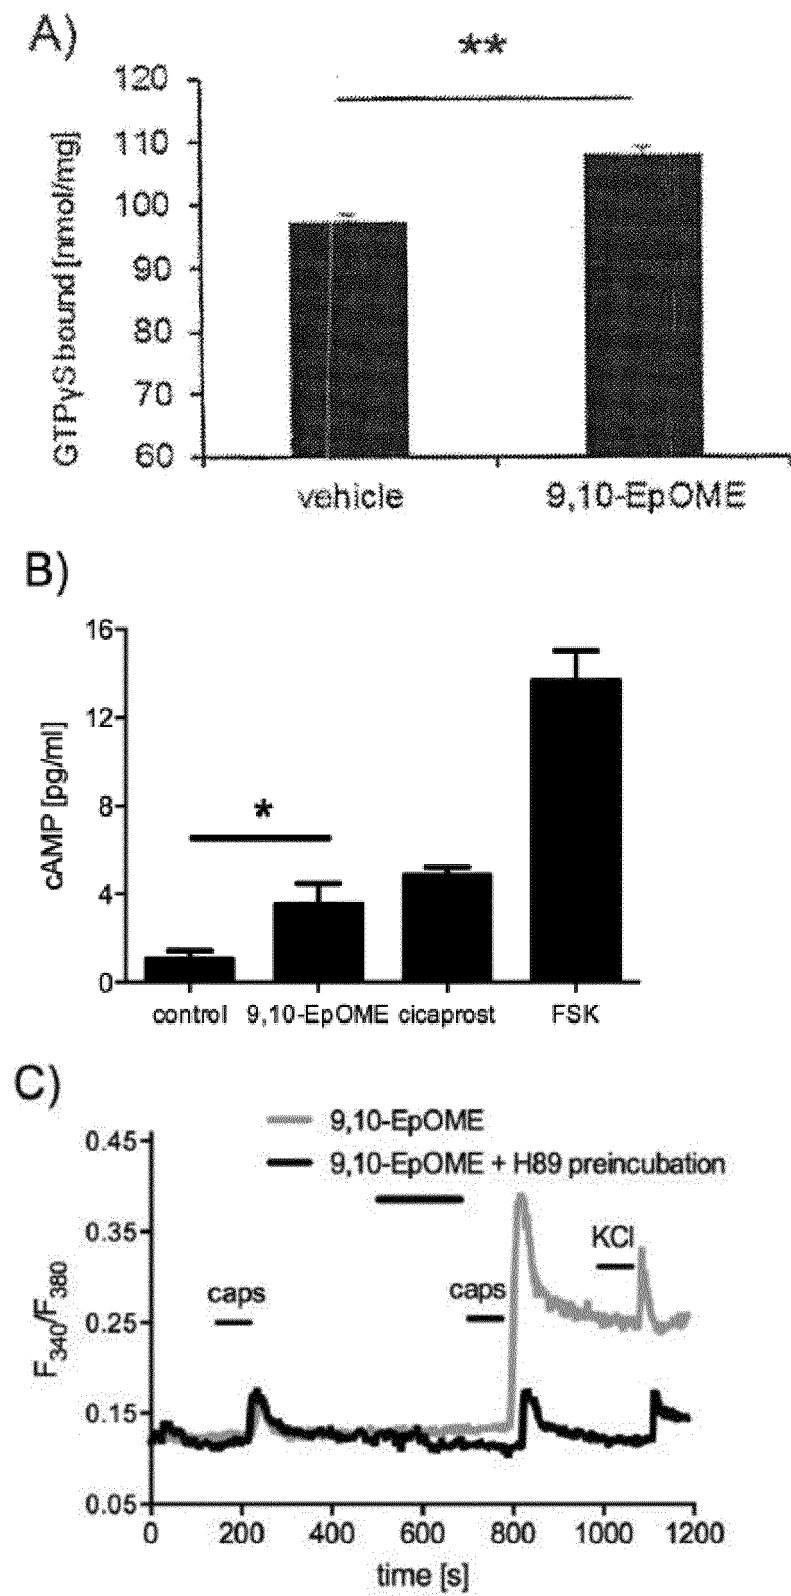 A)
**
120
110
100
90
80
70
60
GTPγS bound [nmol/mg]
vehicle 9,10-EpOME
B)
16
12
8
4
0
cAMP [pg/ml]
*
control 9,10-EpOME cicaprost FSK
C)
9,10-EpOME
9,10-EpOME + H89 preincubation
0.45
0.35
0.25
0.15
0.05
F340/F380
caps
caps
KCl
0 200 400 600 800 1000 1200
time [s]